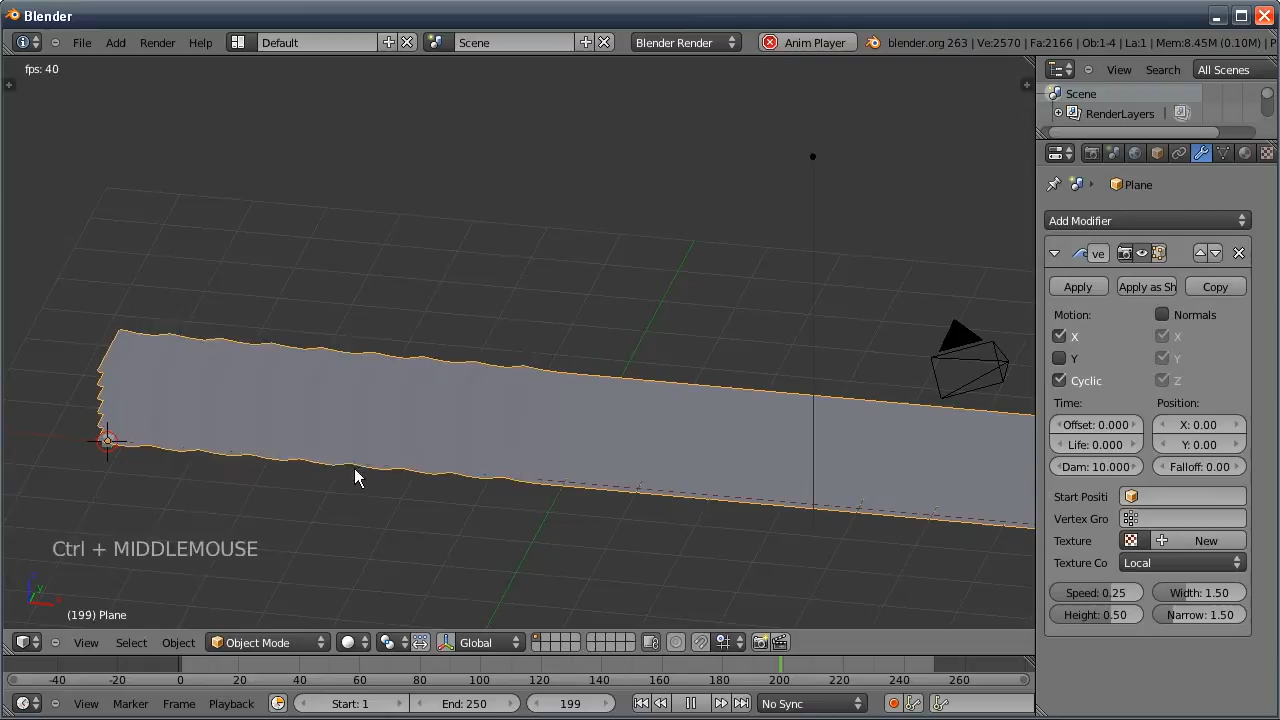 Blender
File Add Render Help Default Scene Blender Render Anim Player blender.org 263 | Ve:2570 | Fa:2166 | Ob:1-4 | La:1 | Mem:8.45M (0.10M) | P
fps: 40
View Search All Scenes
Scene
RenderLayers |
Plane
Add Modifier
ve
Apply Apply as Sh Copy
Motion: Normals
X X
Y Y
Cyclic Z
Time: Position:
Offset: 0.000 X: 0.00
Life: 0.000 Y: 0.00
Dam: 10.000 Falloff: 0.00
Start Positi
Vertex Gro
Texture New
Texture Co Local
Speed: 0.25 Width: 1.50
Height: 0.50 Narrow: 1.50
Ctrl + MIDDLEMOUSE
(199) Plane
View Select Object Object Mode Global
-40 -20 0 20 40 60 80 100 120 140 160 180 200 220 240 260
View Marker Frame Playback Start: 1 End: 250 199 No Sync